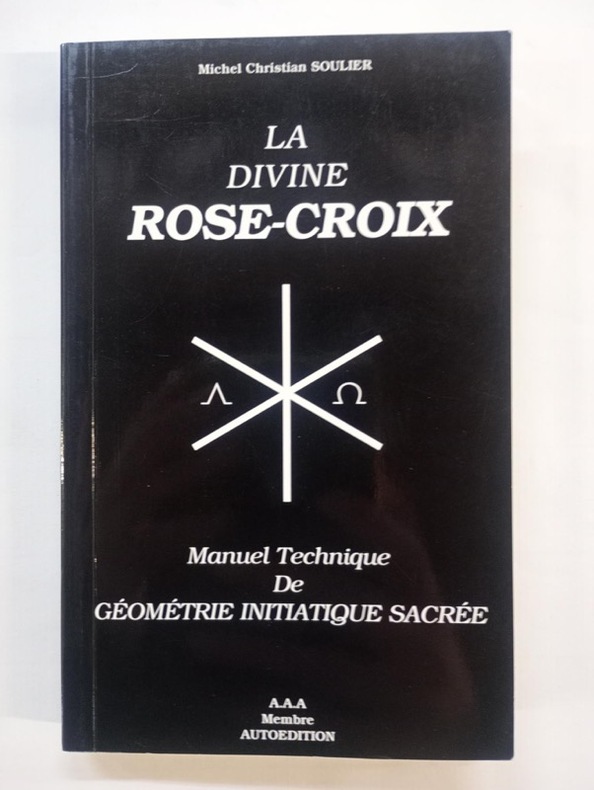 Michel Christian SOULIER
LA
DIVINE
ROSE-CROIX
Λ Ω
Manuel Technique
De
GÉOMÉTRIE INITIATIQUE SACRÉE
A.A.A
Membre
AUTOEDITION